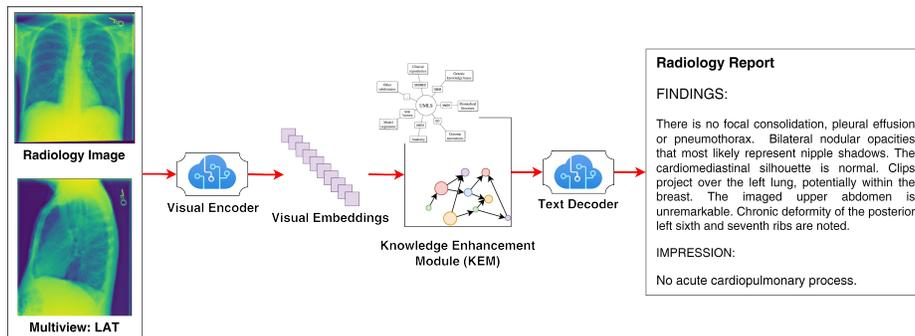 Radiology Image
Multiview: LAT
Visual Encoder
Visual Embeddings
UMLS
Knowledge Enhancement
Module (KEM)
Text Decoder
Radiology Report
FINDINGS:
There is no focal consolidation, pleural effusion
or pneumothorax. Bilateral nodular opacities
that most likely represent nipple shadows. The
cardiomediastinal silhouette is normal. Clips
project over the left lung, potentially within the
breast. The imaged upper abdomen is
unremarkable. Chronic deformity of the posterior
left sixth and seventh ribs are noted.
IMPRESSION:
No acute cardiopulmonary process.